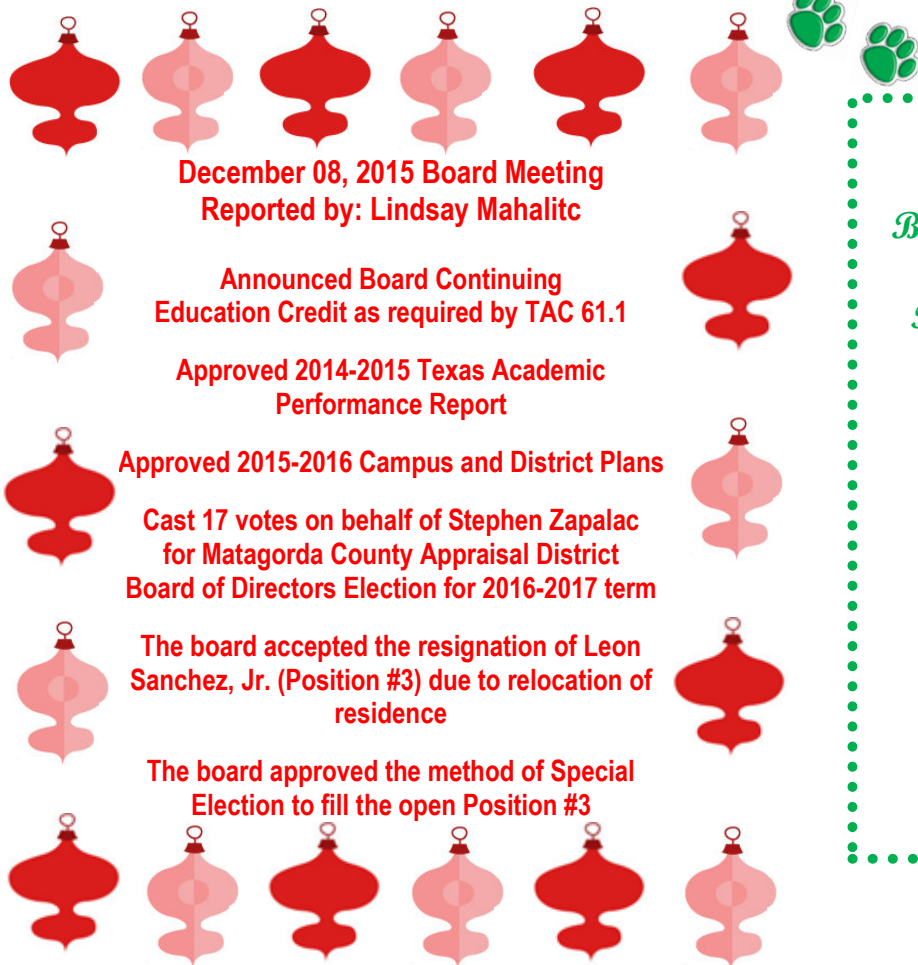 December 08, 2015 Board Meeting
Reported by: Lindsay Mahalitc
Announced Board Continuing
Education Credit as required by TAC 61.1
Approved 2014-2015 Texas Academic
Performance Report
Approved 2015-2016 Campus and District Plans
Cast 17 votes on behalf of Stephen Zapalac
for Matagorda County Appraisal District
Board of Directors Election for 2016-2017 term
The board accepted the resignation of Leon
Sanchez, Jr. (Position #3) due to relocation of
residence
The board approved the method of Special
Election to fill the open Position #3